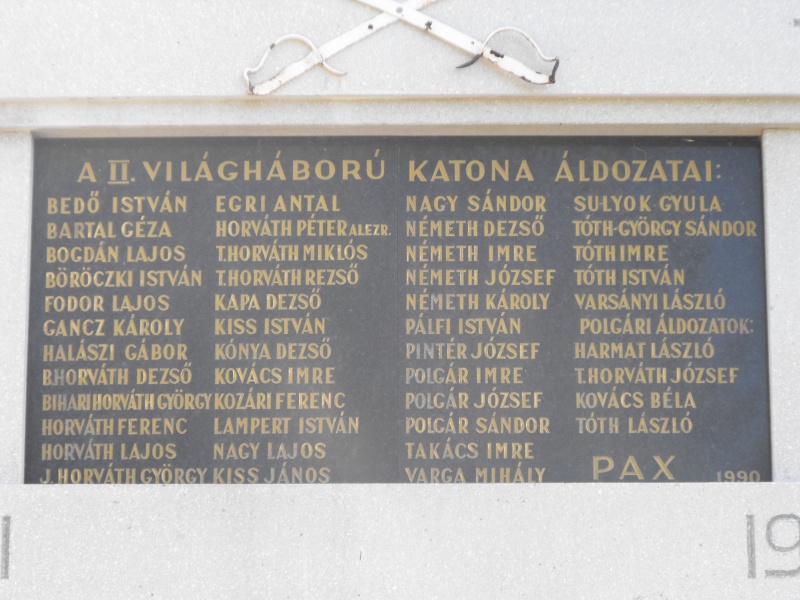 A II. VILÁGHÁBORÚ KATONA ÁLDOZATAI:
BEDŐ ISTVÁN
BARTAL GÉZA
BOGDÁN LAJOS
BÖRÖCZKI ISTVÁN
FODOR LAJOS
GANCZ KÁROLY
HALÁSZI GÁBOR
B.HORVÁTH DEZSŐ
BIHARI HORVÁTH GYÖRGY
HORVÁTH FERENC
HORVÁTH LAJOS
J. HORVÁTH GYÖRGY
EGRI ANTAL
HORVÁTH PÉTER ALEZR.
T.HORVÁTH MIKLÓS
T.HORVÁTH REZSŐ
KAPA DEZSŐ
KISS ISTVÁN
KÓNYA DEZSŐ
KOVÁCS IMRE
KOZÁRI FERENC
LAMPERT ISTVÁN
NAGY LAJOS
KISS JÁNOS
NAGY SÁNDOR
NÉMETH DEZSŐ
NÉMETH IMRE
NÉMETH JÓZSEF
NÉMETH KÁROLY
PÁLFI ISTVÁN
PINTÉR JÓZSEF
POLGÁR IMRE
POLGÁR JÓZSEF
POLGÁR SÁNDOR
TAKÁCS IMRE
VARGA MIHÁLY
SULYOK GYULA
TÓTH-GYÖRGY SÁNDOR
TÓTH IMRE
TÓTH ISTVÁN
VARSÁNYI LÁSZLÓ
POLGÁRI ÁLDOZATOK:
HARMAT LÁSZLÓ
T.HORVÁTH JÓZSEF
KOVÁCS BÉLA
TÓTH LÁSZLÓ
PAX 1990